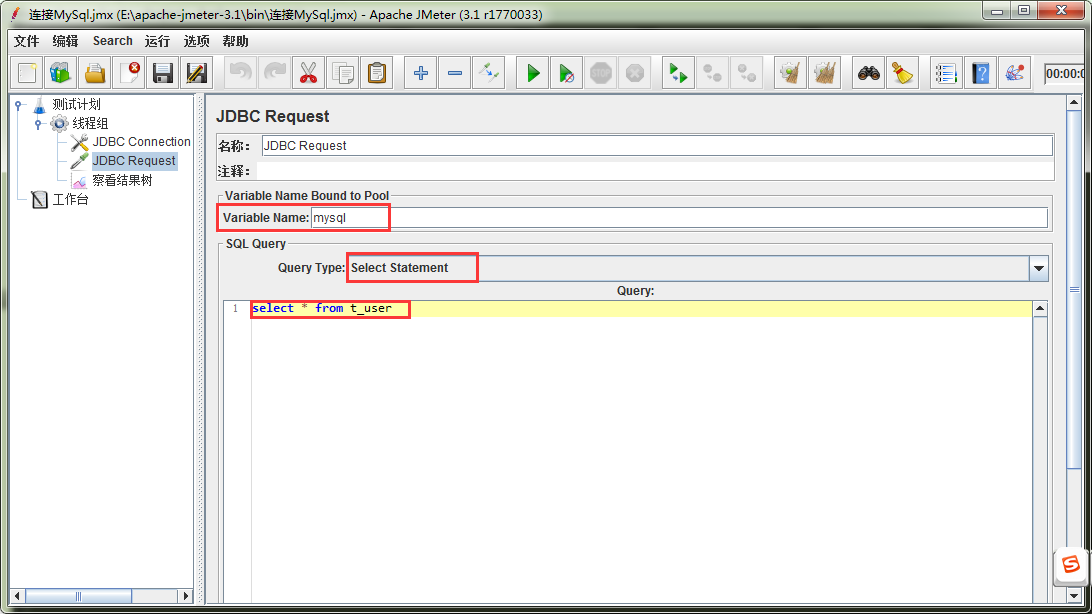 连接MySql.jmx (E:\apache-jmeter-3.1\bin\连接MySql.jmx) - Apache JMeter (3.1 r1770033)
文件 编辑 Search 运行 选项 帮助
STOP
00:00:0
测试计划
线程组
JDBC Connection
JDBC Request
察看结果树
工作台
JDBC Request
名称： JDBC Request
注释：
Variable Name Bound to Pool
Variable Name: mysql
SQL Query
Query Type: Select Statement
Query:
1 select * from t_user